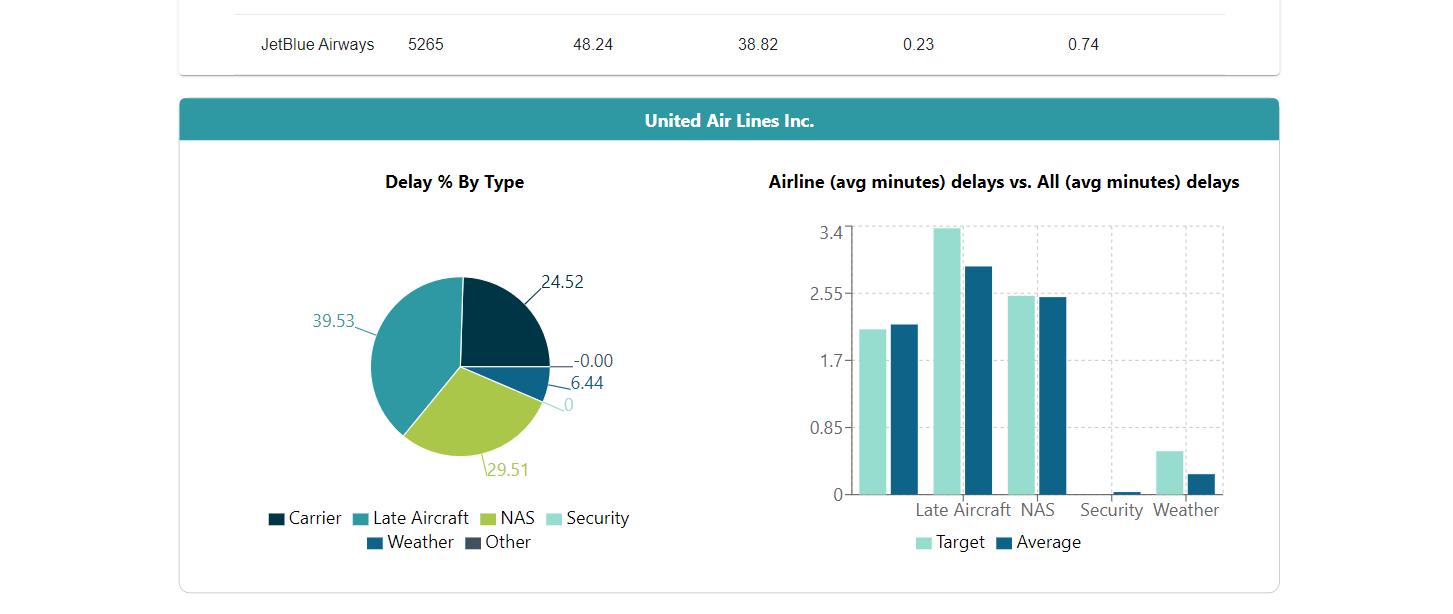 JetBlue Airways 5265 48.24 38.82 0.23 0.74
United Air Lines Inc.
Delay % By Type
24.52
39.53
-0.00
6.44
0
29.51
Carrier Late Aircraft NAS Security
Weather Other
Airline (avg minutes) delays vs. All (avg minutes) delays
3.4
2.55
1.7
0.85
0
Late Aircraft NAS Security Weather
Target Average